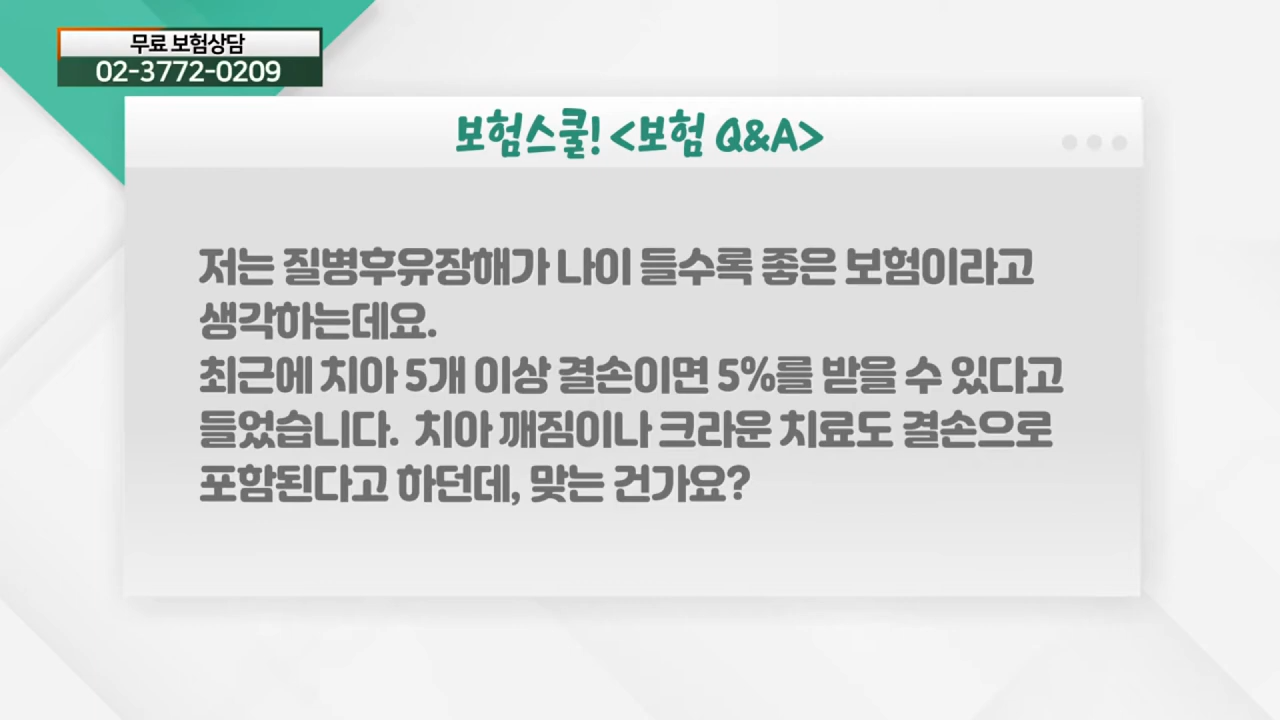 무료 보험상담
02-3772-0209
보험스쿨! <보험 Q&A>
저는 질병후유장해가 나이 들수록 좋은 보험이라고
생각하는데요.
최근에 치아 5개 이상 결손이면 5%를 받을 수 있다고
들었습니다. 치아 깨짐이나 크라운 치료도 결손으로
포함된다고 하던데, 맞는 건가요?